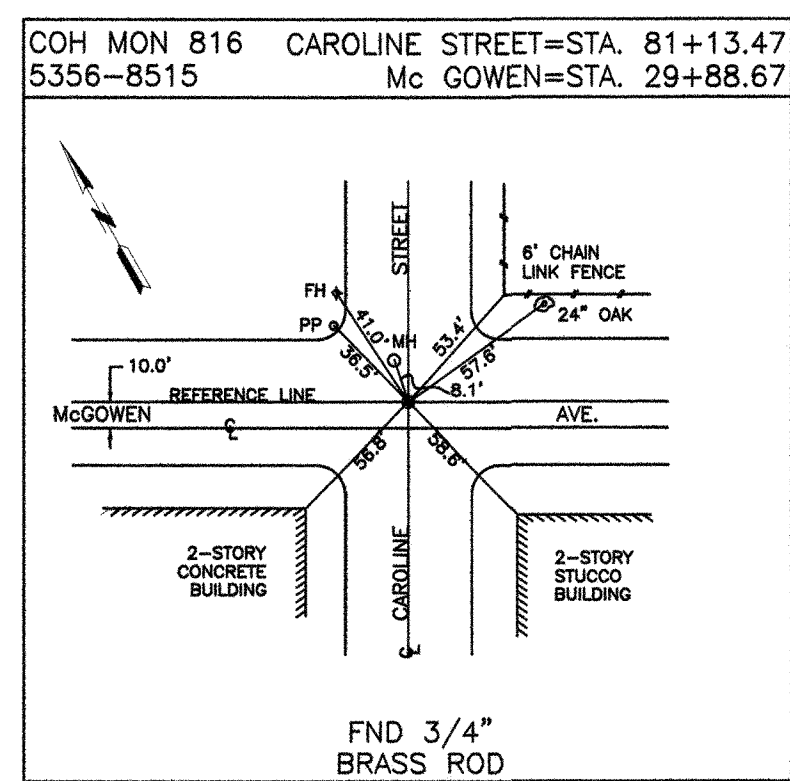 COH MON 816 CAROLINE STREET=STA. 81+13.47
5356-8515 Mc GOWEN=STA. 29+88.67
STREET
6' CHAIN
LINK FENCE
FH
24" OAK
PP
41.0'
MH
53.4'
36.5'
57.6'
10.0'
8.1'
REFERENCE LINE
McGOWEN
AVE.
CL
56.8'
58.6'
2-STORY
CONCRETE
BUILDING
CAROLINE
2-STORY
STUCCO
BUILDING
CL
FND 3/4"
BRASS ROD